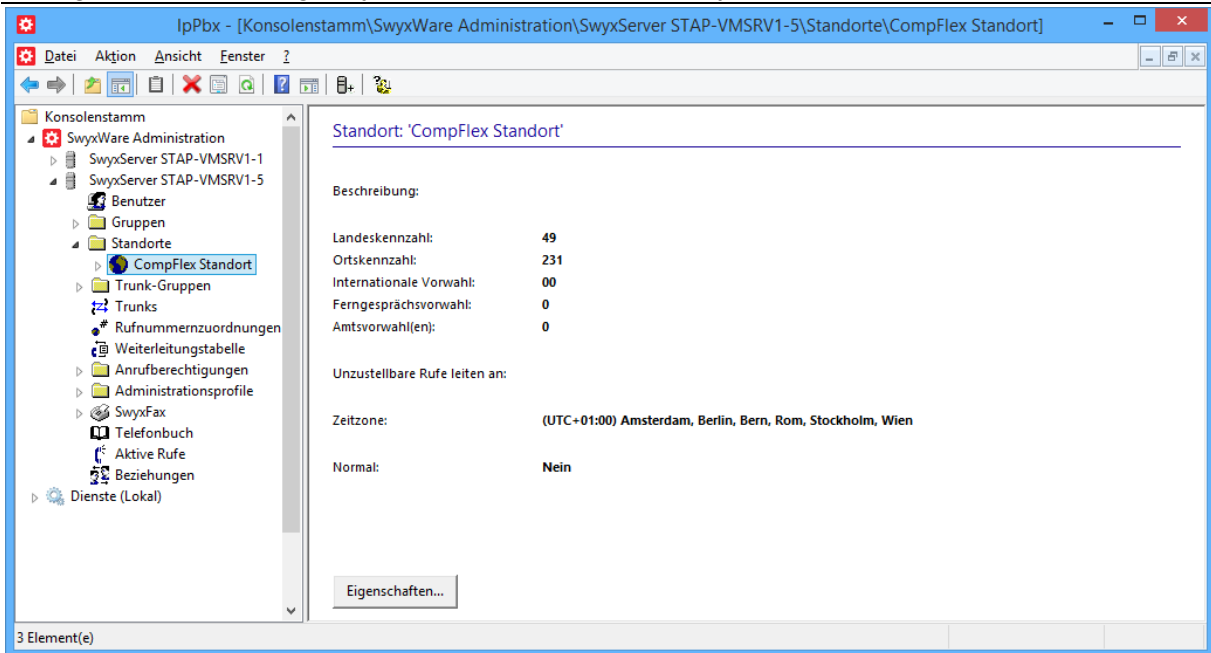 IpPbx - [Konsolenstamm\SwyxWare Administration\SwyxServer STAP-VMSRV1-5\Standorte\CompFlex Standort]
Datei Aktion Ansicht Fenster ?
Konsolenstamm
SwyxWare Administration
SwyxServer STAP-VMSRV1-1
SwyxServer STAP-VMSRV1-5
Benutzer
Gruppen
Standorte
CompFlex Standort
Trunk-Gruppen
Trunks
Rufnummernzuordnungen
Weiterleitungstabelle
Anrufberechtigungen
Administrationsprofile
SwyxFax
Telefonbuch
Aktive Rufe
Beziehungen
Dienste (Lokal)
Standort: 'CompFlex Standort'
Beschreibung:
Landeskennzahl: 49
Ortskennzahl: 231
Internationale Vorwahl: 00
Ferngesprächsvorwahl: 0
Amtsvorwahl(en): 0
Unzustellbare Rufe leiten an:
Zeitzone: (UTC+01:00) Amsterdam, Berlin, Bern, Rom, Stockholm, Wien
Normal: Nein
Eigenschaften...
3 Element(e)